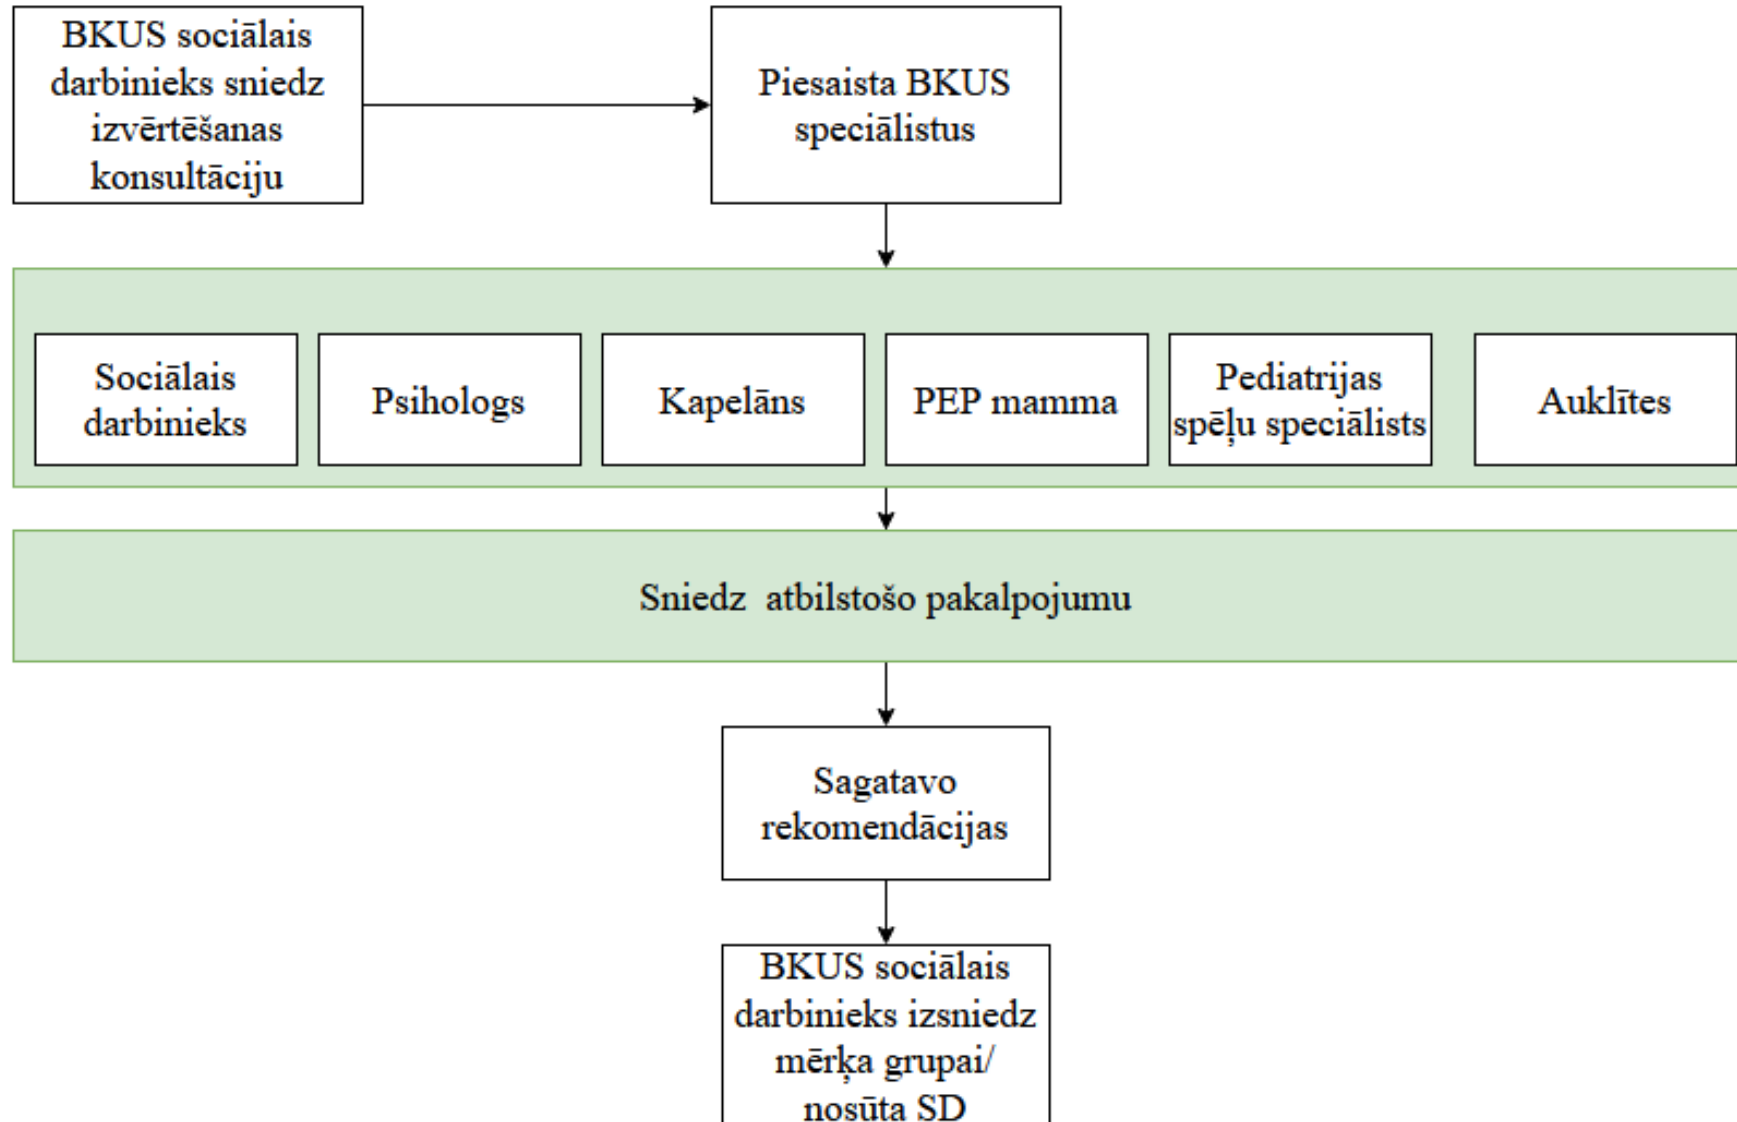 BKUS sociālais
darbinieks sniedz
izvērtēšanas
konsultāciju
Piesaista BKUS
speciālistus
Sociālais
darbinieks
Psihologs
Kapelāns
PEP mamma
Pediatrijas
spēļu speciālists
Auklītes
Sniedz atbilstošo pakalpojumu
Sagatavo
rekomendācijas
BKUS sociālais
darbinieks izsniedz
mērķa grupai/
nosūta SD